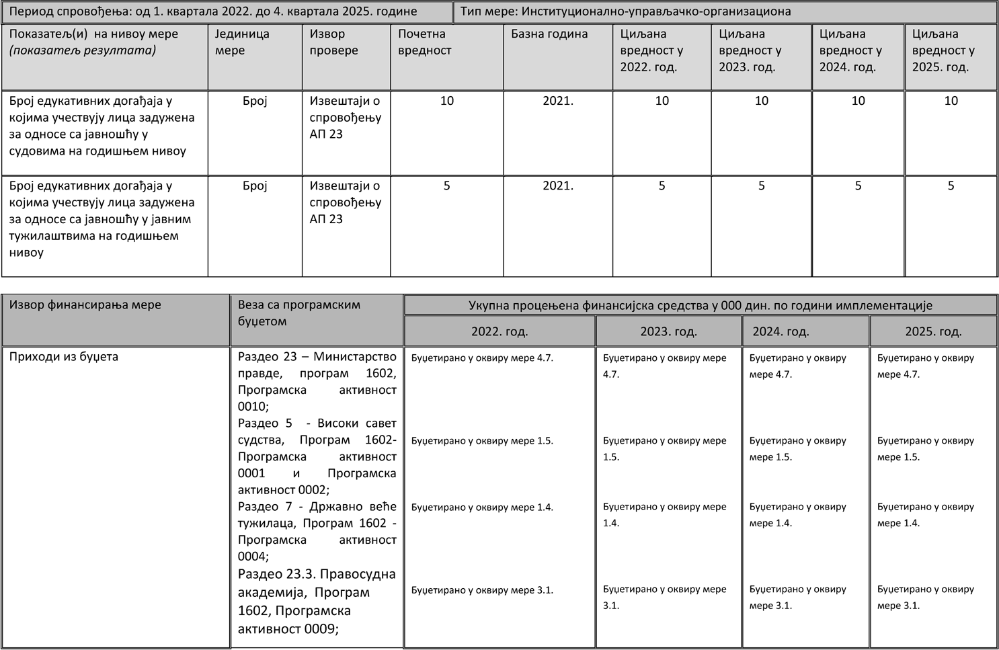 Период спровођења: од 1. квартала 2022. до 4. квартала 2025. године
Тип мере: Институционално-управљачко-организациона
Показатељ(и) на нивоу мере
(показатељ резултата)
Јединица
мере
Извор
провере
Почетна
вредност
Базна година
Циљана
вредност у
2022. год.
Циљана
вредност у
2023. год.
Циљана
вредност у
2024. год.
Циљана
вредност у
2025. год.
Број едукативних догађаја у
којима учествују лица задужена
за односе са јавношћу у
судовима на годишњем нивоу
Број
Извештаји о
спровођењу
АП 23
10
2021.
10
10
10
10
Број едукативних догађаја у
којима учествују лица задужена
за односе са јавношћу у јавним
тужилаштвима на годишњем
нивоу
Број
Извештаји о
спровођењу
АП 23
5
2021.
5
5
5
5
Извор финансирања мере
Веза са програмским
буџетом
Укупна процењена финансијска средства у 000 дин. по години имплементације
2022. год.
2023. год.
2024. год.
2025. год.
Приходи из буџета
Раздео 23 – Министарство
правде, програм 1602,
Програмска активност
0010;
Раздео 5 - Високи савет
судства, Програм 1602-
Програмска активност
0001 и Програмска
активност 0002;
Раздео 7 - Државно веће
тужилаца, Програм 1602 -
Програмска активност
0004;
Раздео 23.3. Правосудна
академија, Програм
1602, Програмска
активност 0009;
Буџетирано у оквиру мере 4.7.
Буџетирано у оквиру мере 1.5.
Буџетирано у оквиру мере 1.4.
Буџетирано у оквиру мере 3.1.
Буџетирано у оквиру мере
4.7.
Буџетирано у оквиру мере
1.5.
Буџетирано у оквиру мере
1.4.
Буџетирано у оквиру мере
3.1.
Буџетирано у оквиру
мере 4.7.
Буџетирано у оквиру
мере 1.5.
Буџетирано у оквиру
мере 1.4.
Буџетирано у оквиру
мере 3.1.
Буџетирано у оквиру
мере 4.7.
Буџетирано у оквиру
мере 1.5.
Буџетирано у оквиру
мере 1.4.
Буџетирано у оквиру
мере 3.1.